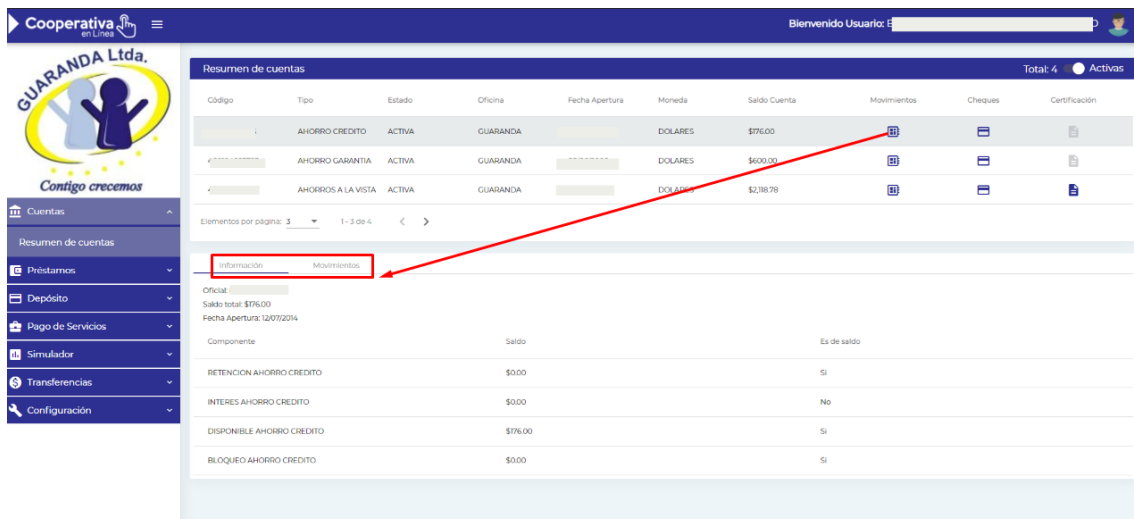 Cooperativa
en Línea
Bienvenido Usuario: E
GUARANDA Ltda.
Contigo crecemos
Cuentas
Resumen de cuentas
Préstamos
Depósito
Pago de Servicios
Simulador
Transferencias
Configuración
Resumen de cuentas Total: 4 Activas
Código Tipo Estado Oficina Fecha Apertura Moneda Saldo Cuenta Movimientos Cheques Certificación
AHORRO CREDITO ACTIVA GUARANDA DOLARES $176.00
AHORRO GARANTIA ACTIVA GUARANDA DOLARES $600.00
AHORROS A LA VISTA ACTIVA GUARANDA DOLARES $2,118.78
Elementos por página: 3 1 - 3 de 4
Información Movimientos
Oficial:
Saldo total: $176.00
Fecha Apertura: 12/07/2014
Componente Saldo Es de saldo
RETENCION AHORRO CREDITO $0.00 Si
INTERES AHORRO CREDITO $0.00 No
DISPONIBLE AHORRO CREDITO $176.00 Si
BLOQUEO AHORRO CREDITO $0.00 Si